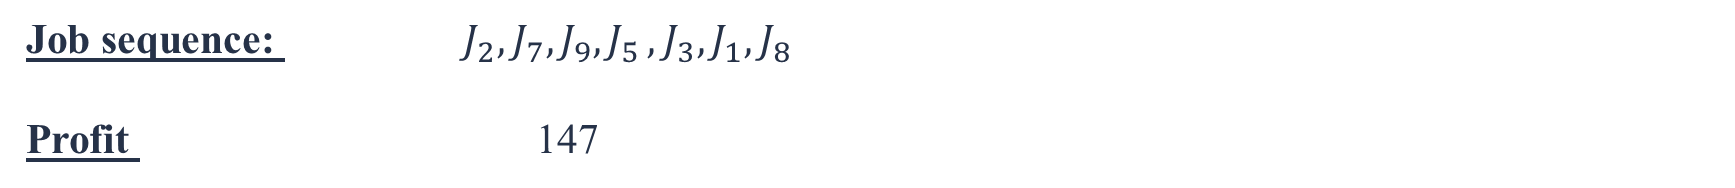 Job sequence: J₂,J₇,J₉,J₅ ,J₃,J₁,J₈
Profit 147